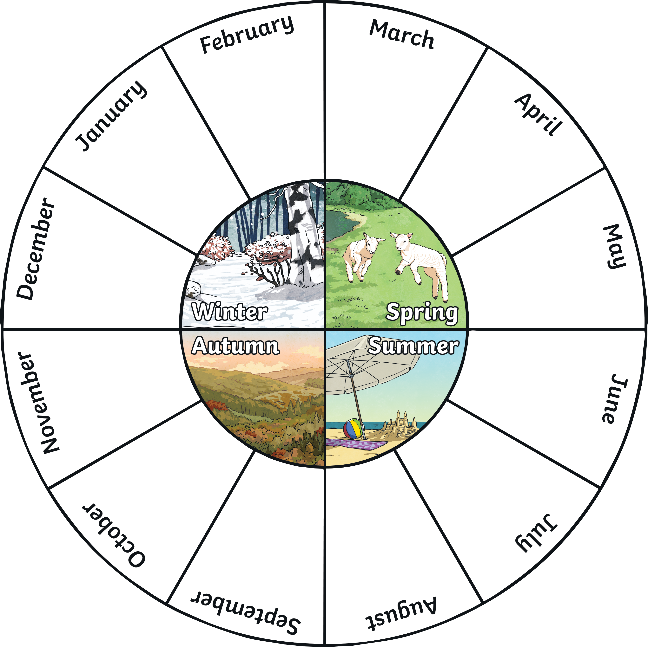 January
February
March
April
May
June
July
August
September
October
November
December
Winter
Spring
Autumn
Summer